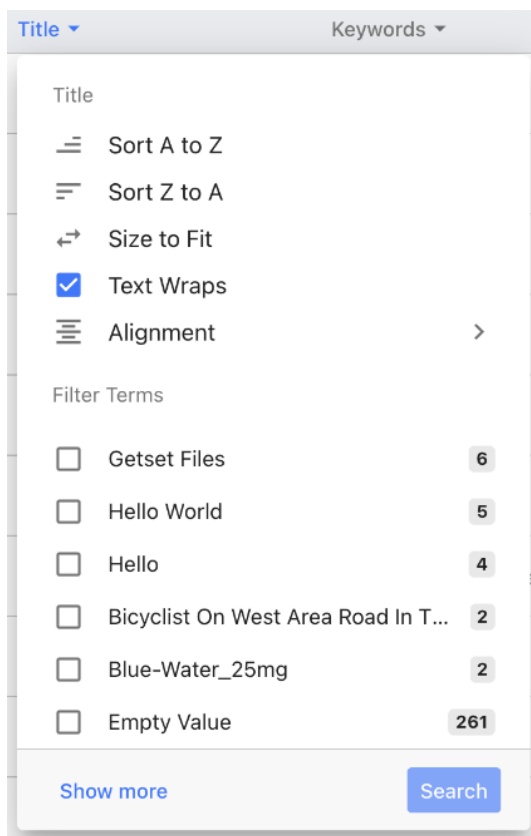 Title Keywords
Title
Sort A to Z
Sort Z to A
Size to Fit
Text Wraps
Alignment
Filter Terms
Getset Files 6
Hello World 5
Hello 4
Bicyclist On West Area Road In T... 2
Blue-Water_25mg 2
Empty Value 261
Show more Search